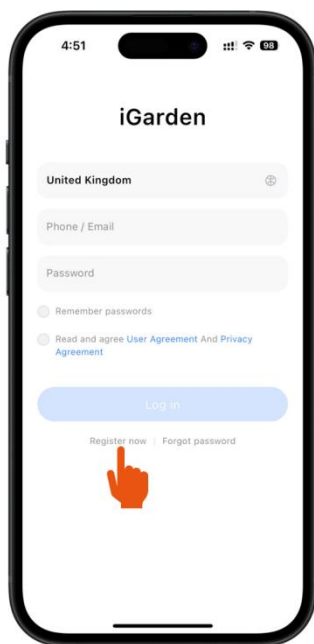 4:51
98
iGarden
United Kingdom
Phone / Email
Password
Remember passwords
Read and agree User Agreement And Privacy
Agreement
Log in
Register now | Forgot password